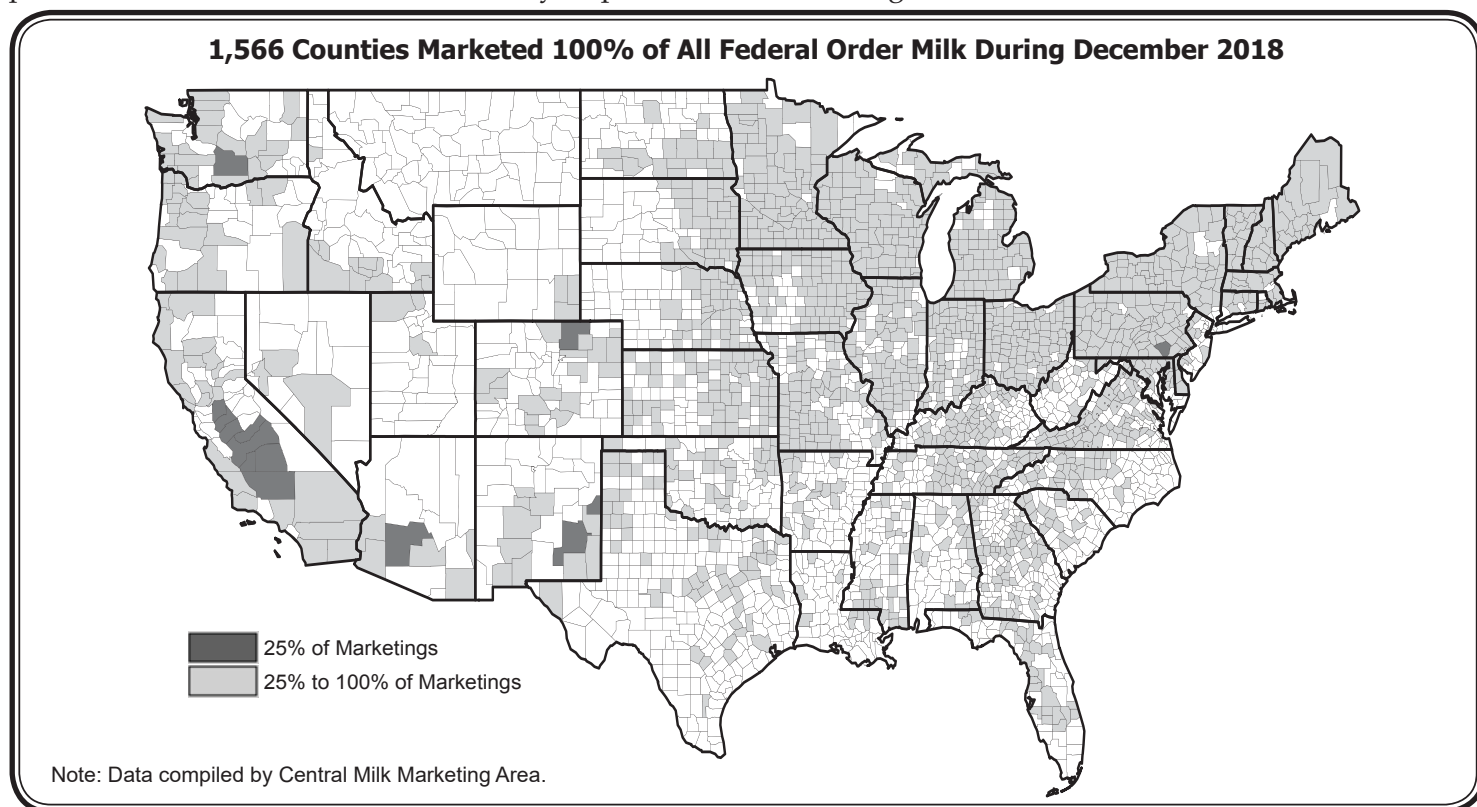 1,566 Counties Marketed 100% of All Federal Order Milk During December 2018
25% of Marketings
25% to 100% of Marketings
Note: Data compiled by Central Milk Marketing Area.